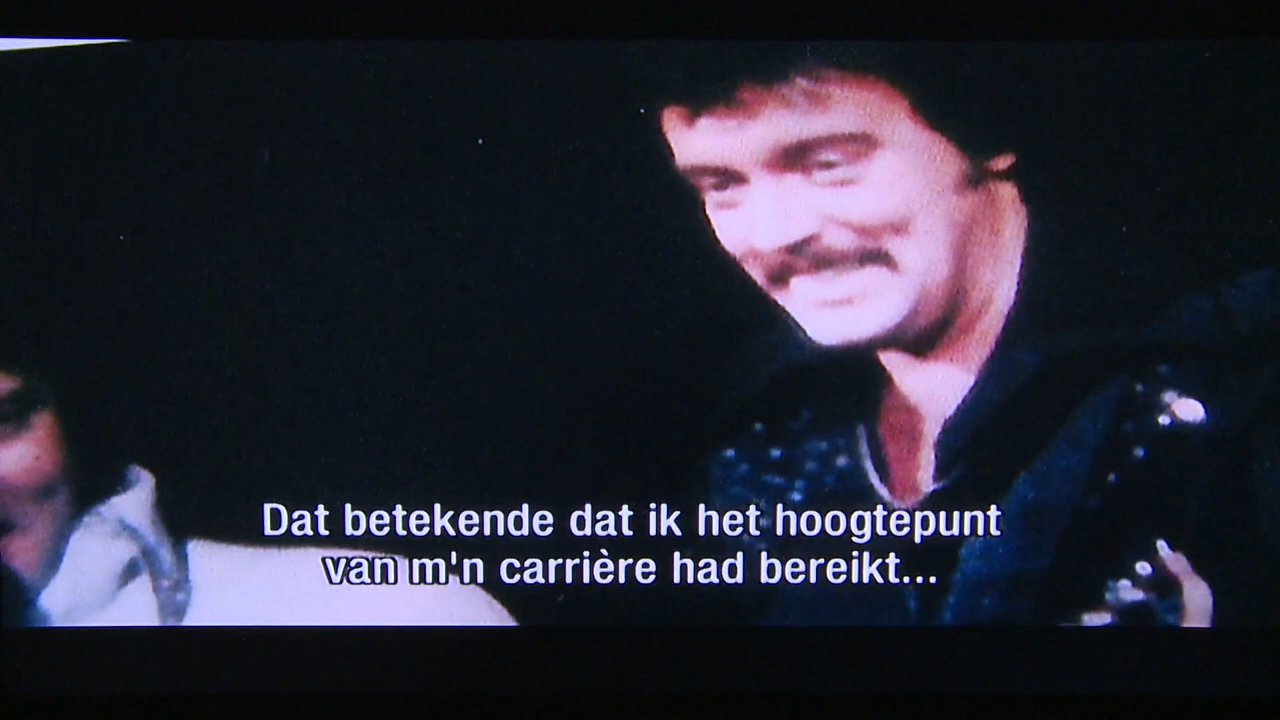 Dat betekende dat ik het hoogtepunt
van m'n carrière had bereikt...